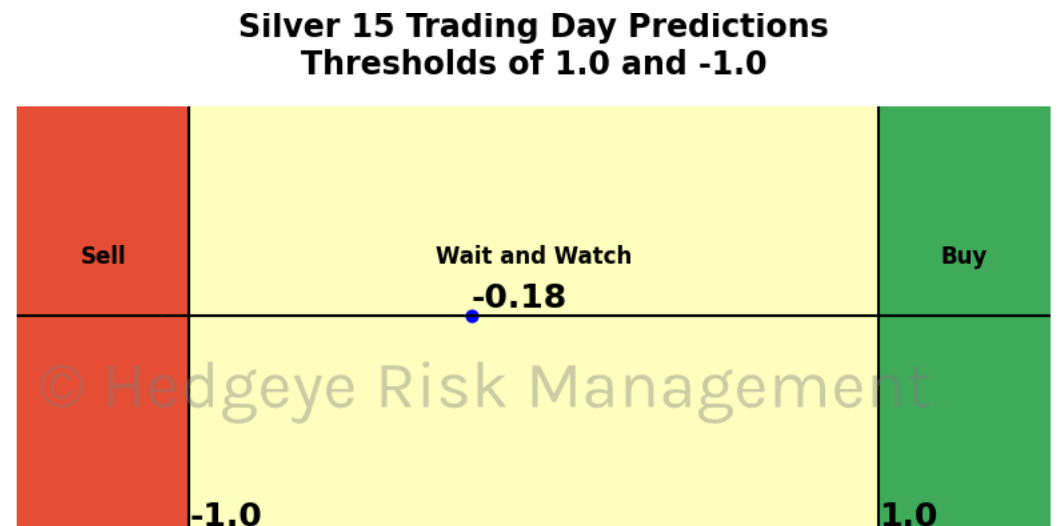 Silver 15 Trading Day Predictions
Thresholds of 1.0 and -1.0
Sell
Wait and Watch
Buy
-0.18
© Hedgeye Risk Management
-1.0
1.0